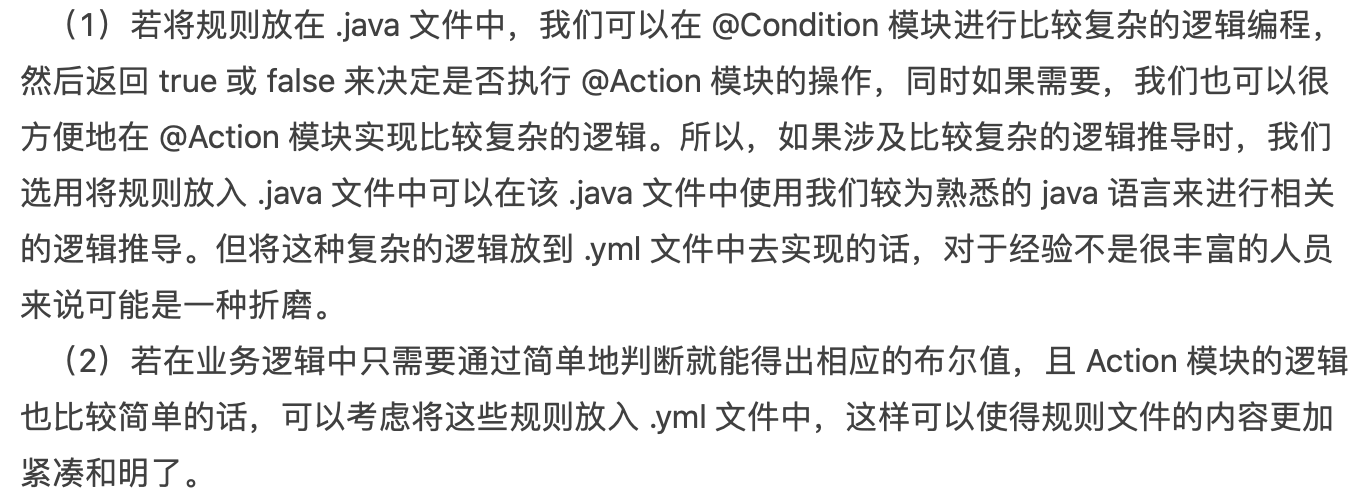 （1）若将规则放在 .java 文件中，我们可以在 @Condition 模块进行比较复杂的逻辑编程，
然后返回 true 或 false 来决定是否执行 @Action 模块的操作，同时如果需要，我们也可以很
方便地在 @Action 模块实现比较复杂的逻辑。所以，如果涉及比较复杂的逻辑推导时，我们
选用将规则放入 .java 文件中可以在该 .java 文件中使用我们较为熟悉的 java 语言来进行相关
的逻辑推导。但将这种复杂的逻辑放到 .yml 文件中去实现的话，对于经验不是很丰富的人员
来说可能是一种折磨。
（2）若在业务逻辑中只需要通过简单地判断就能得出相应的布尔值，且 Action 模块的逻辑
也比较简单的话，可以考虑将这些规则放入 .yml 文件中，这样可以使得规则文件的内容更加
紧凑和明了。